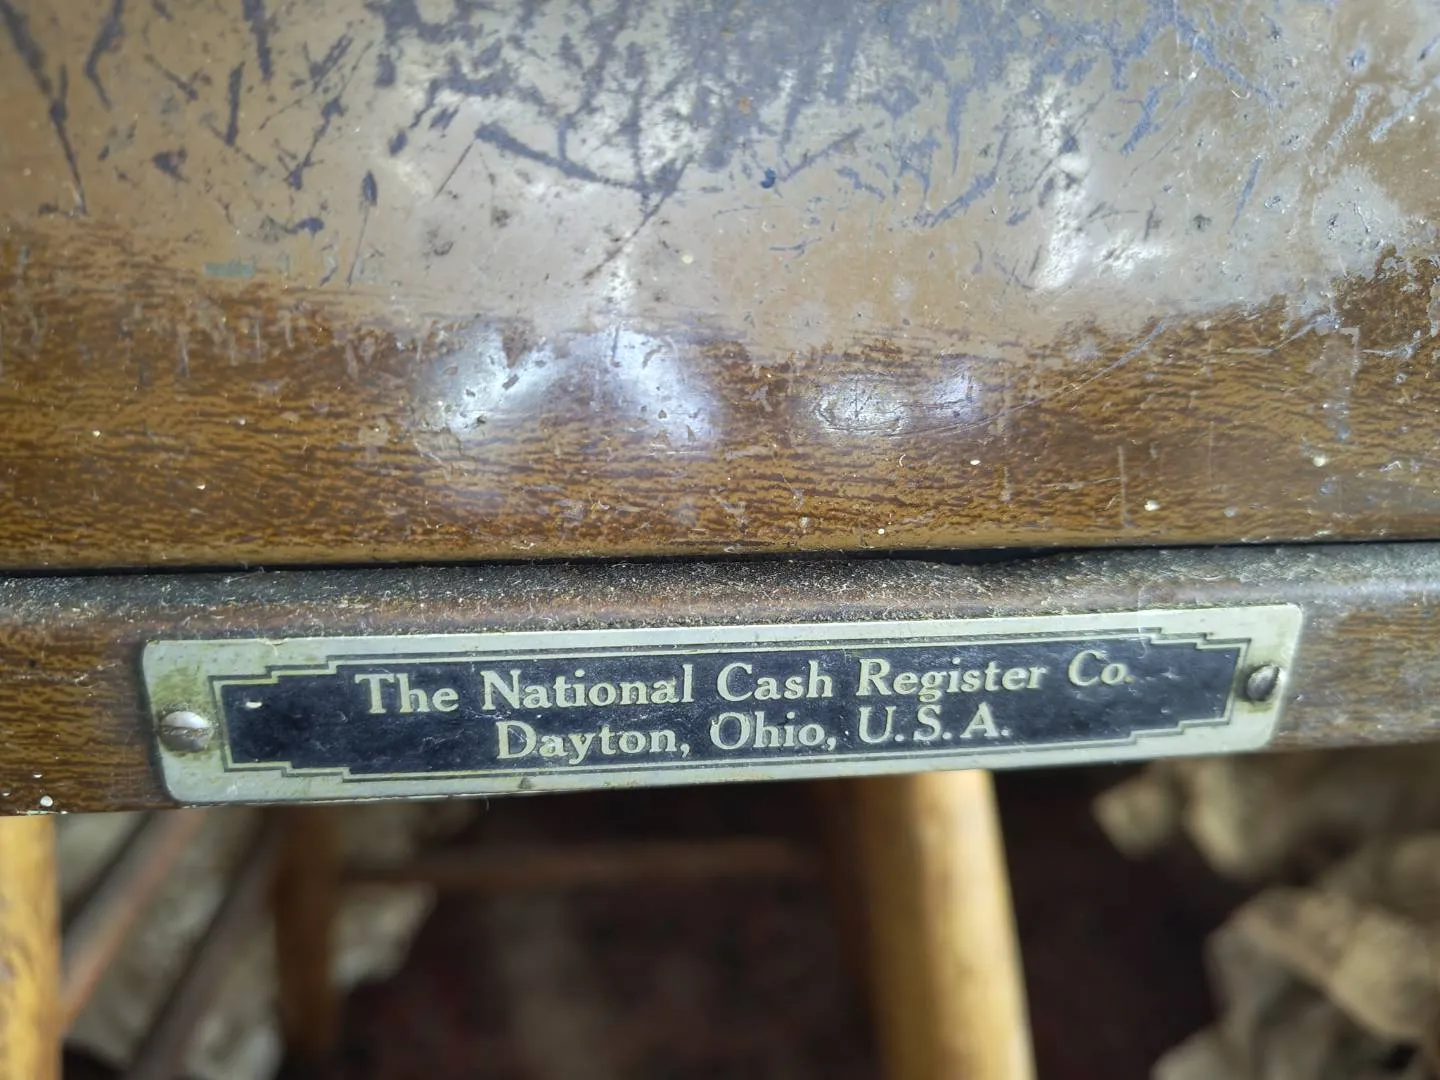 The National Cash Register Co.
Dayton, Ohio, U.S.A.